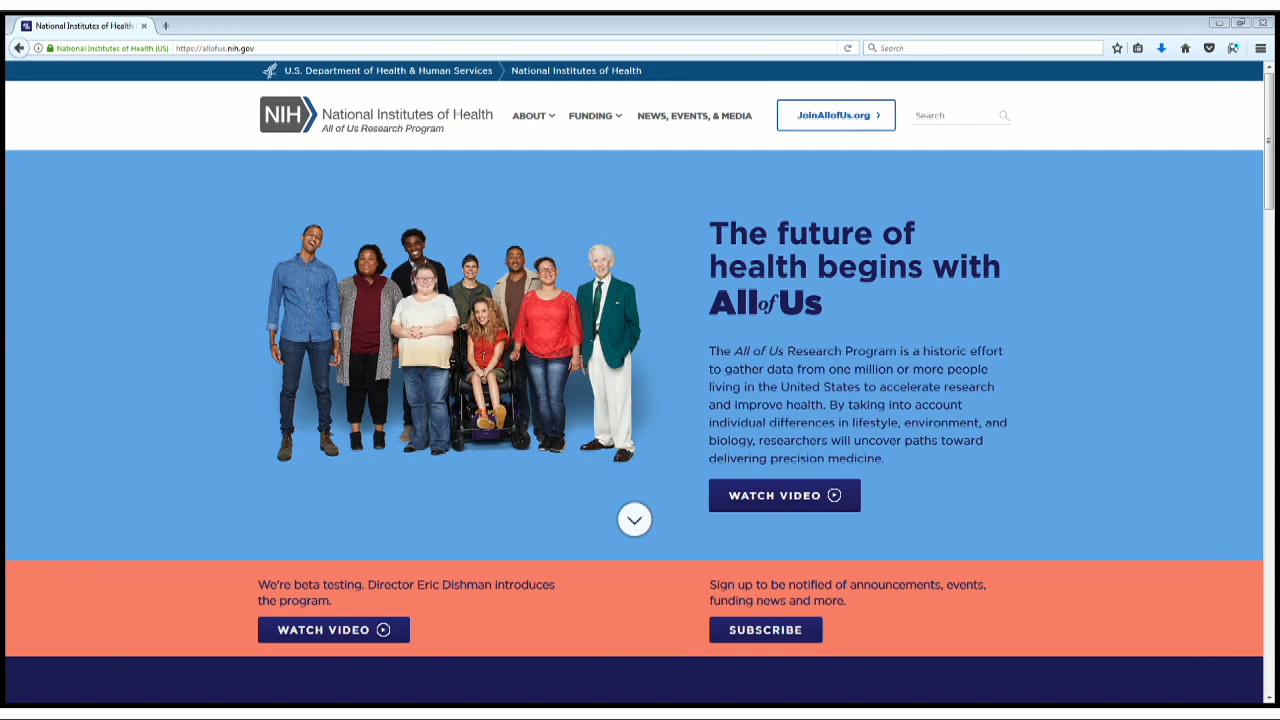 National Institutes of Health
National Institutes of Health (US)
https://allofus.nih.gov
Search
U.S. Department of Health & Human Services
National Institutes of Health
NIH
National Institutes of Health
All of Us Research Program
ABOUT
FUNDING
NEWS, EVENTS, & MEDIA
JoinAllofUs.org
Search
The future of
health begins with
All of Us
The All of Us Research Program is a historic effort
to gather data from one million or more people
living in the United States to accelerate research
and improve health. By taking into account
individual differences in lifestyle, environment, and
biology, researchers will uncover paths toward
delivering precision medicine.
WATCH VIDEO
We're beta testing. Director Eric Dishman introduces
the program.
WATCH VIDEO
Sign up to be notified of announcements, events,
funding news and more.
SUBSCRIBE